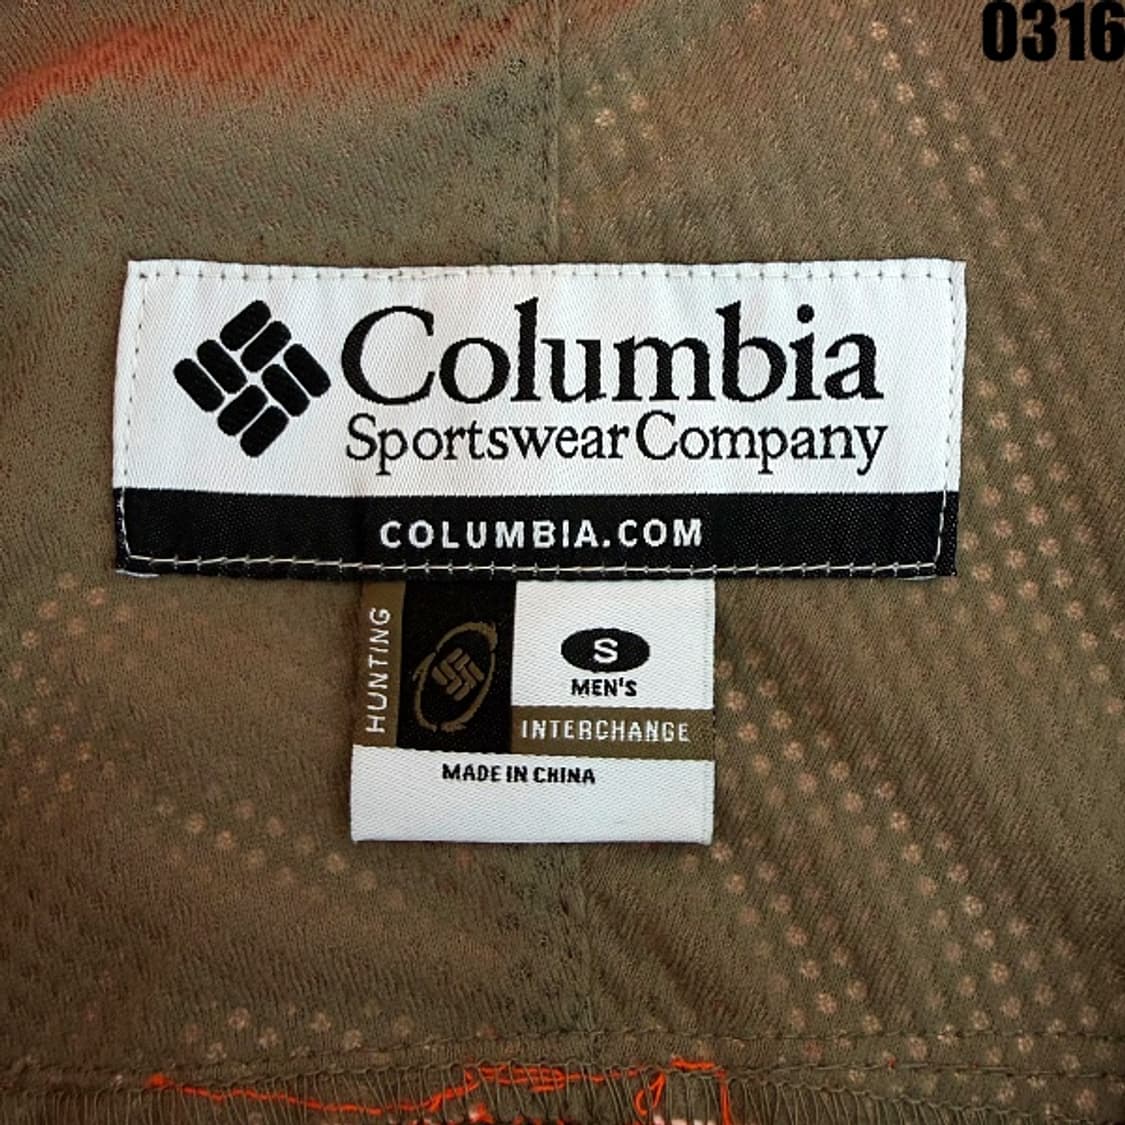 0316
Columbia
Sportswear Company
COLUMBIA.COM
HUNTING
S
MEN'S
INTERCHANGE
MADE IN CHINA